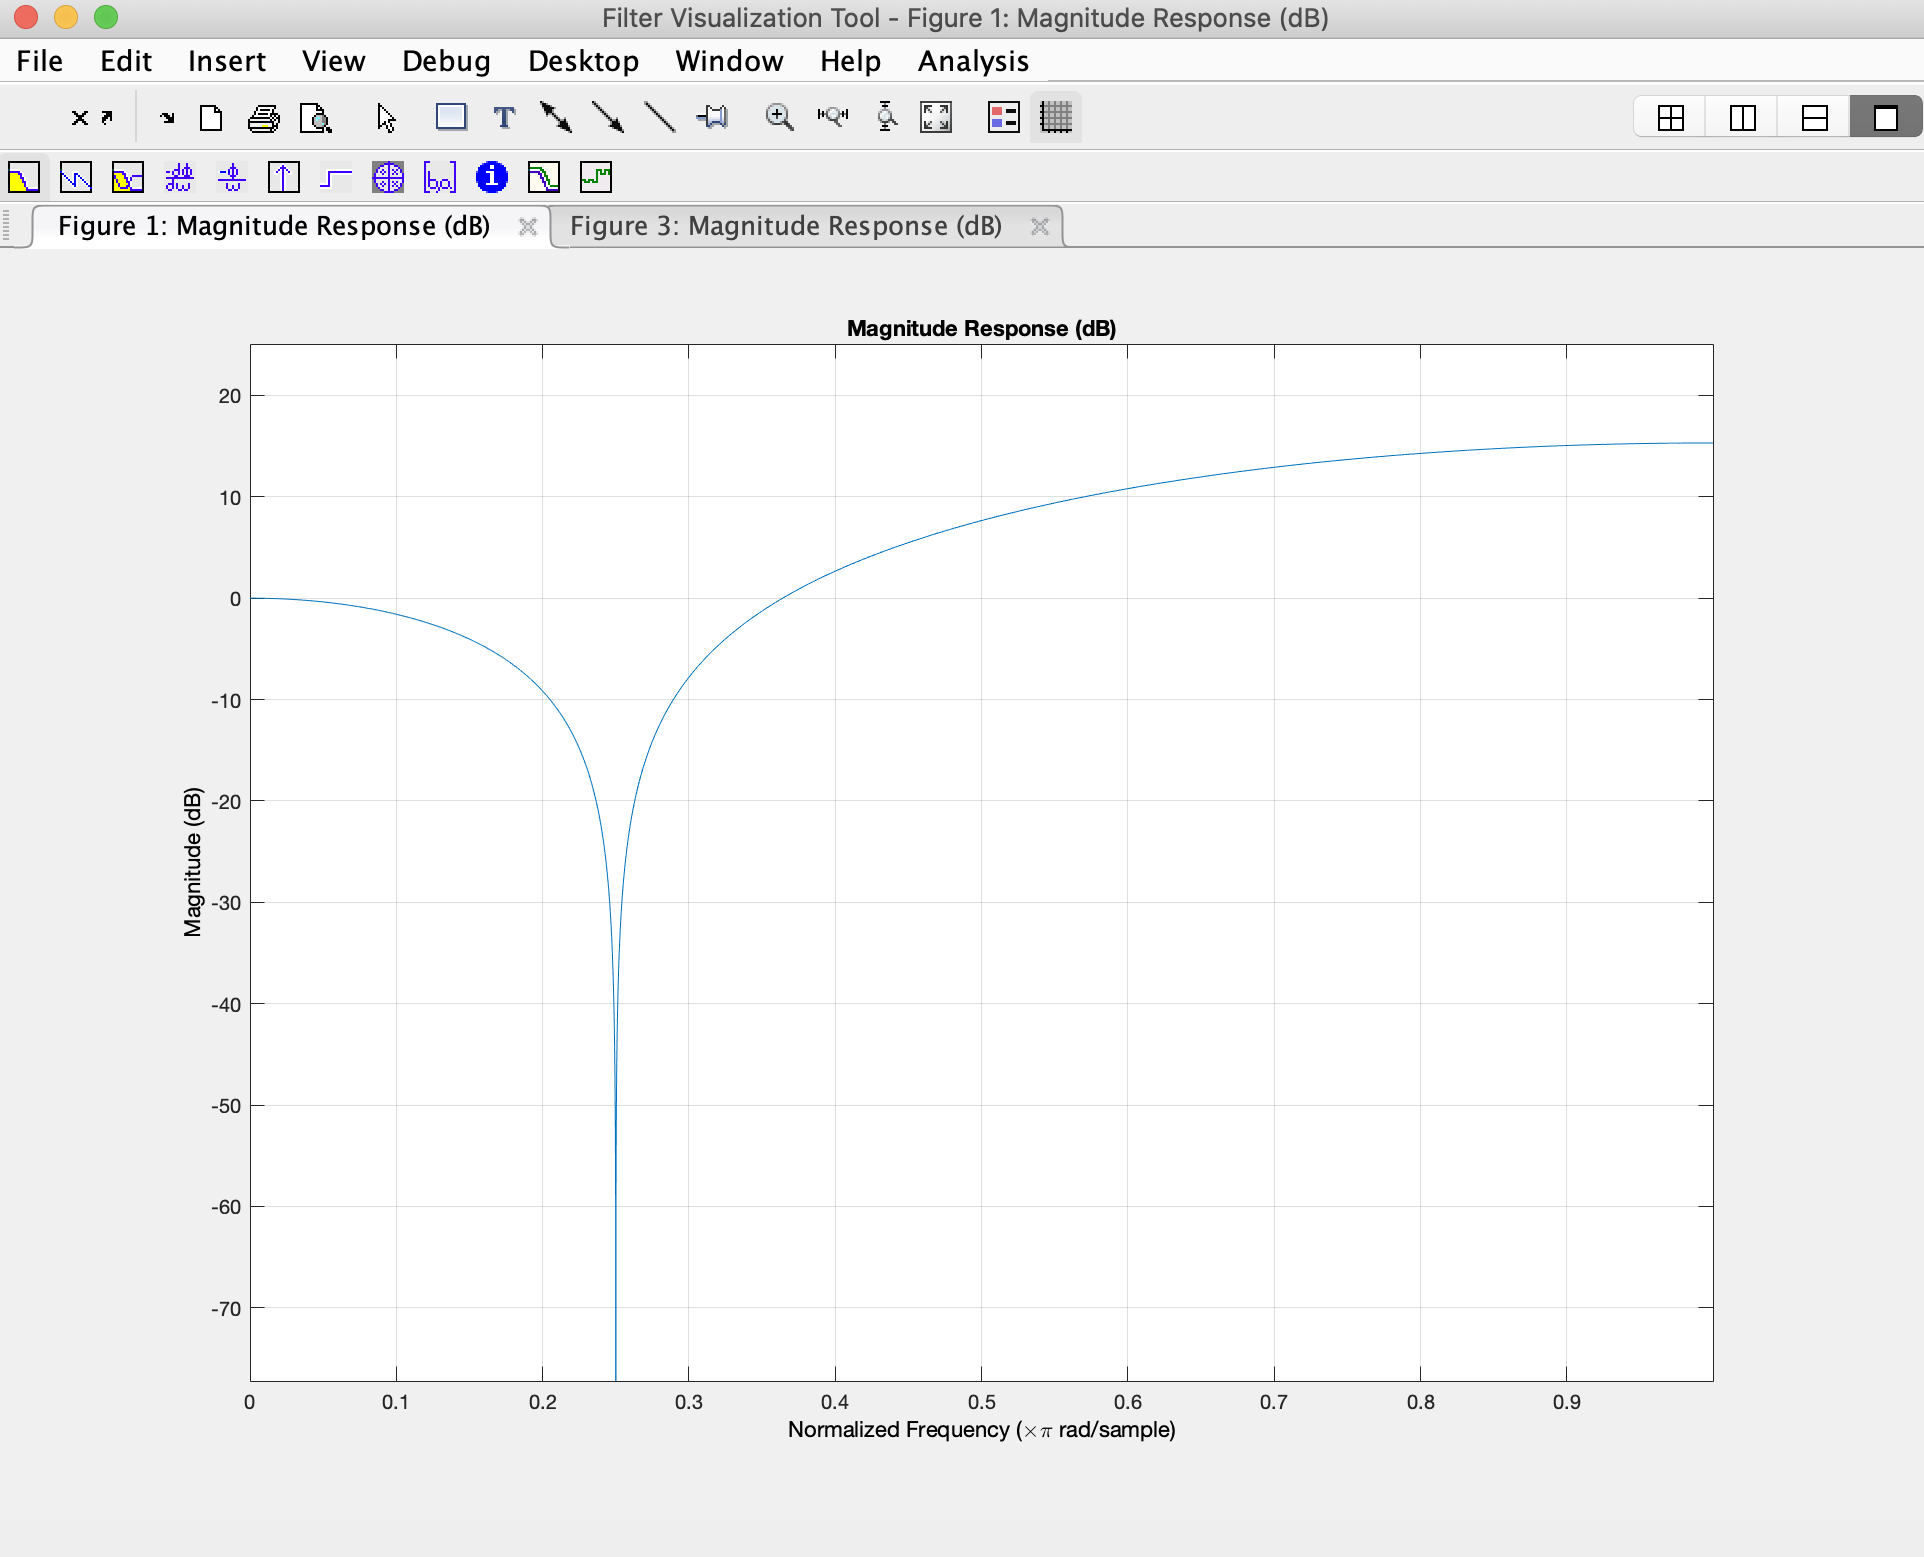 Filter Visualization Tool - Figure 1: Magnitude Response (dB)
File Edit Insert View Debug Desktop Window Help Analysis
Figure 1: Magnitude Response (dB) Figure 3: Magnitude Response (dB)
Magnitude Response (dB)
20
10
0
-10
-20
-30
-40
-50
-60
-70
Magnitude (dB)
0 0.1 0.2 0.3 0.4 0.5 0.6 0.7 0.8 0.9
Normalized Frequency (×π rad/sample)